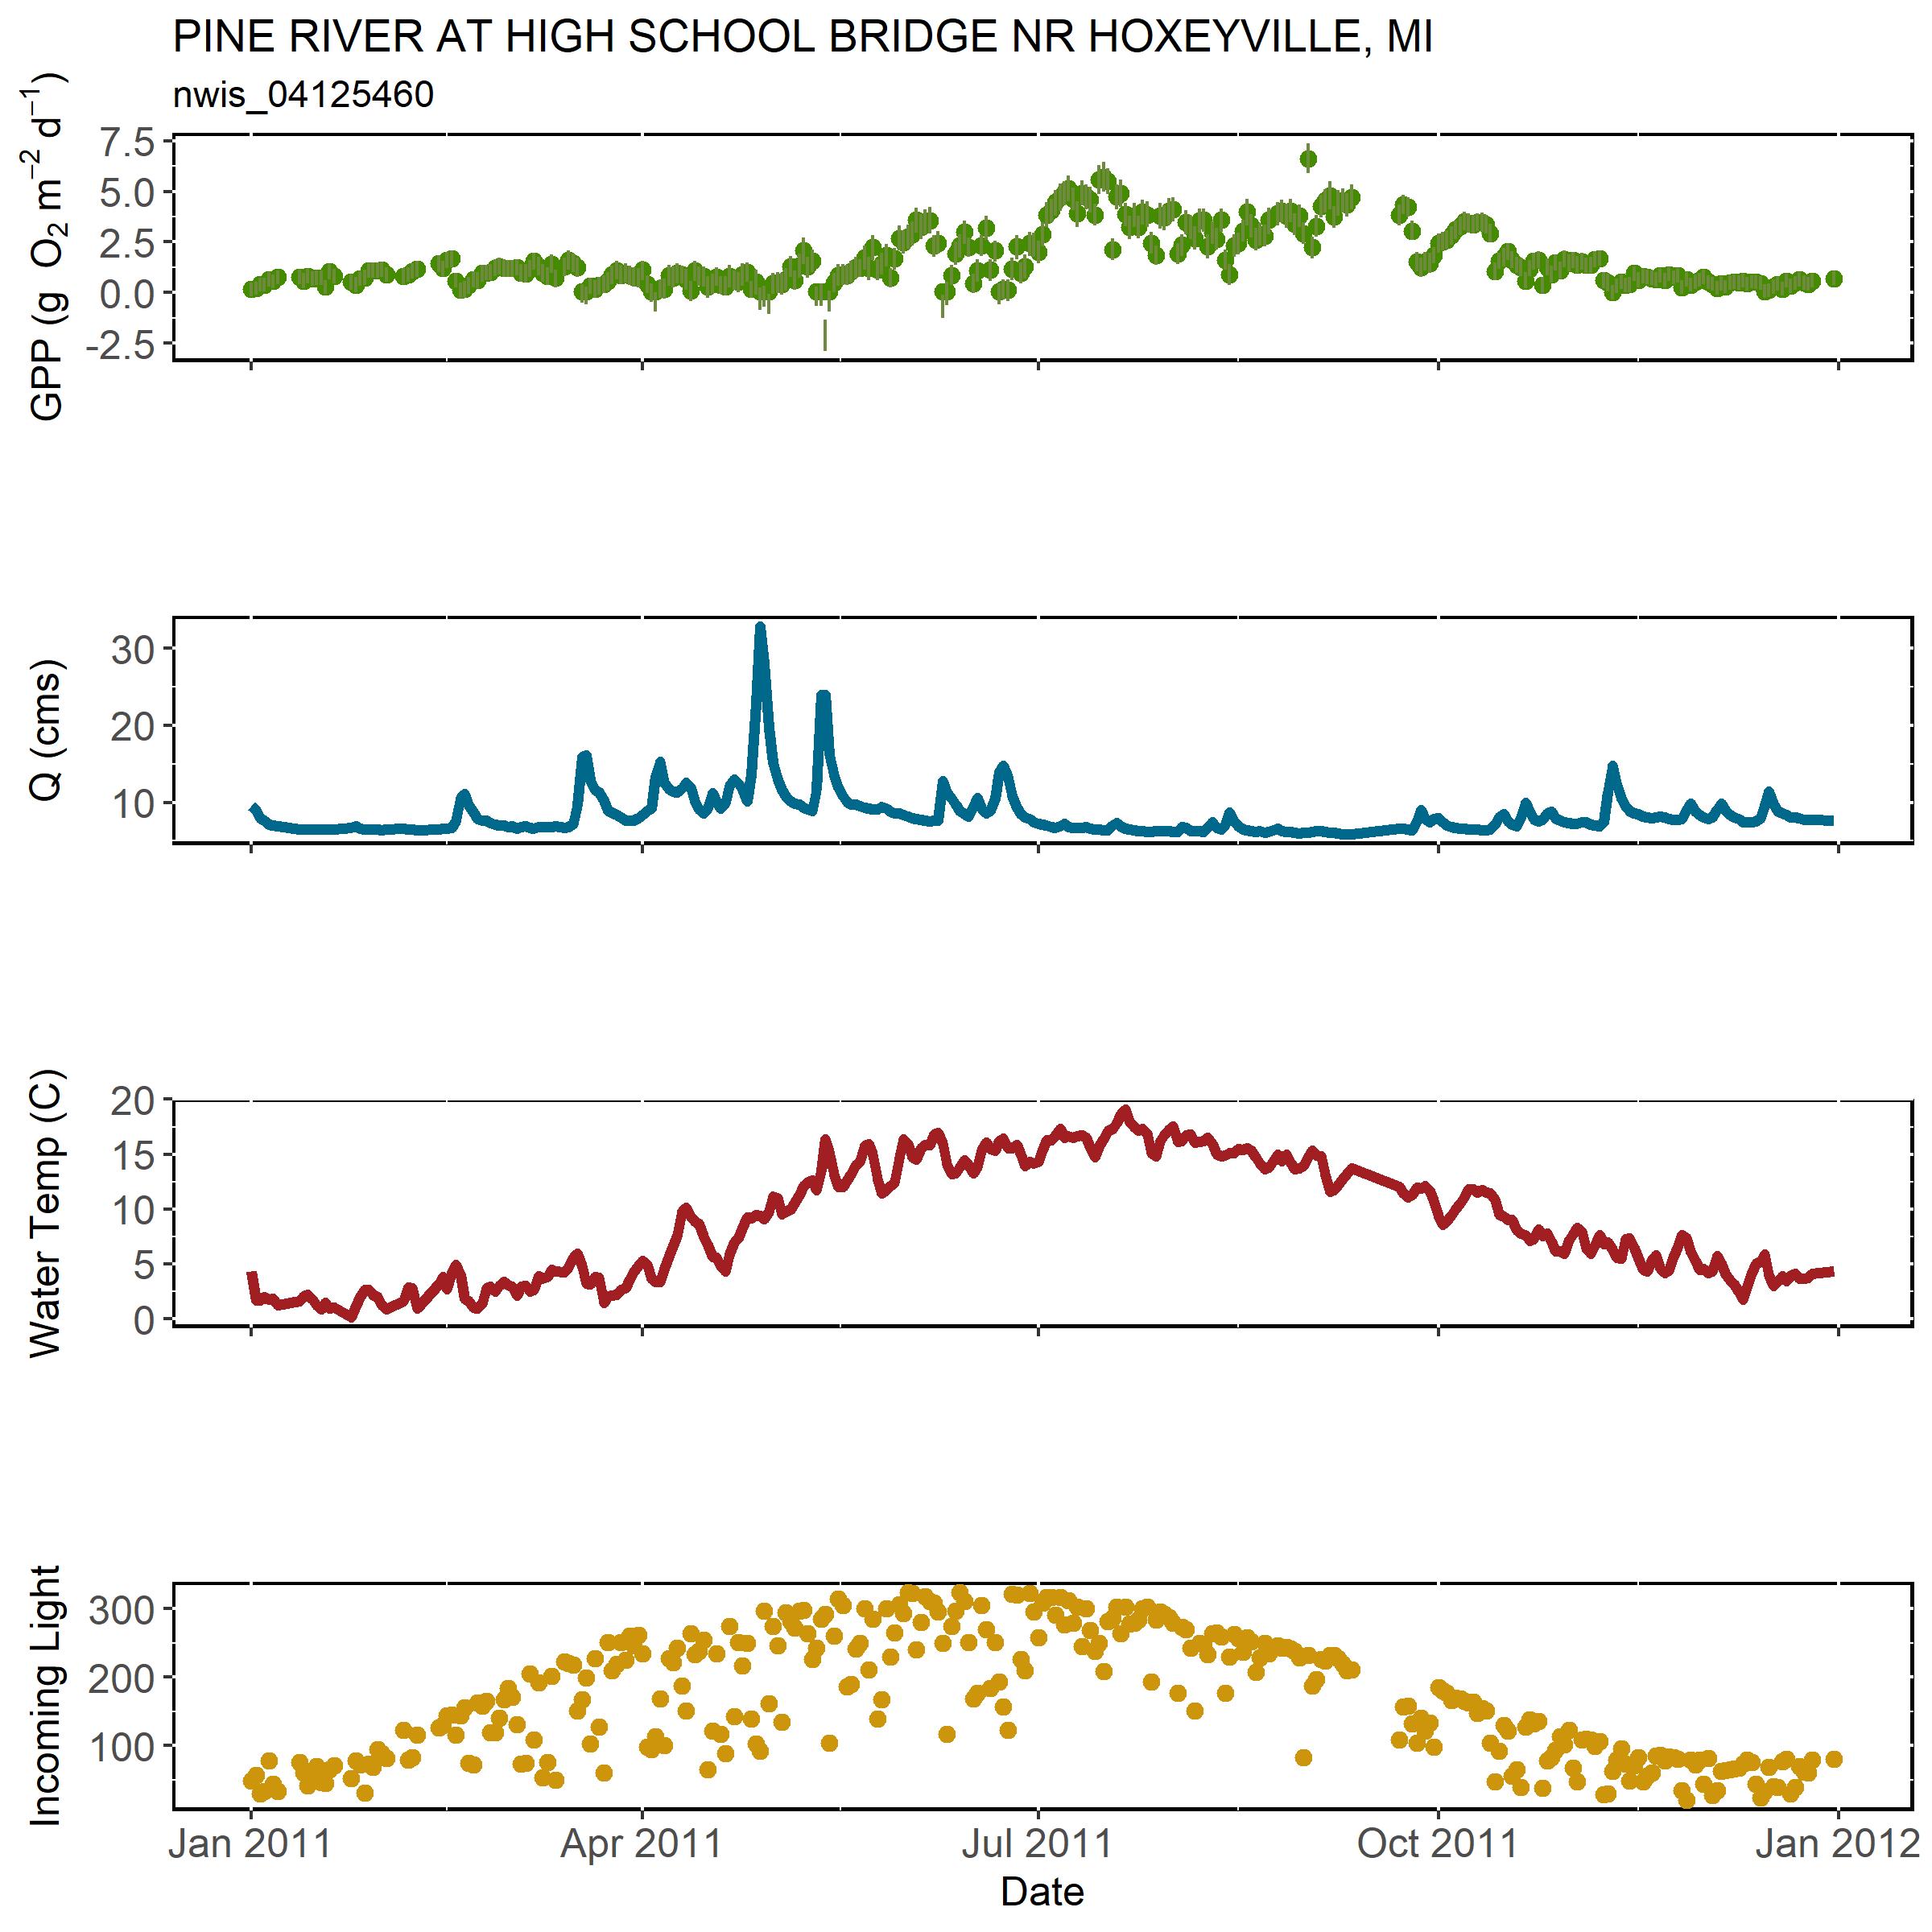 PINE RIVER AT HIGH SCHOOL BRIDGE NR HOXEYVILLE, MI
nwis_04125460
GPP (g O₂ m⁻² d⁻¹)
7.5
5.0
2.5
0.0
-2.5
Q (cms)
30
20
10
Water Temp (C)
20
15
10
5
0
Incoming Light
300
200
100
Jan 2011 Apr 2011 Jul 2011 Oct 2011 Jan 2012
Date